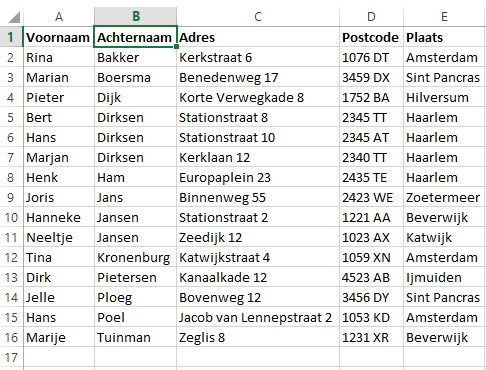 A B C D E
1 Voornaam Achternaam Adres Postcode Plaats
2 Rina Bakker Kerkstraat 6 1076 DT Amsterdam
3 Marian Boersma Benedenweg 17 3459 DX Sint Pancras
4 Pieter Dijk Korte Verwegkade 8 1752 BA Hilversum
5 Bert Dirksen Stationstraat 8 2345 TT Haarlem
6 Hans Dirksen Stationstraat 10 2345 AT Haarlem
7 Marjan Dirksen Kerklaan 12 2340 TT Haarlem
8 Henk Ham Europaplein 23 2435 TE Haarlem
9 Joris Jans Binnenweg 55 2423 WE Zoetermeer
10 Hanneke Jansen Stationstraat 2 1221 AA Beverwijk
11 Neeltje Jansen Zeedijk 12 1023 AX Katwijk
12 Tina Kronenburg Katwijkstraat 4 1059 XN Amsterdam
13 Dirk Pietersen Kanaalkade 12 4523 AB Ijmuiden
14 Jelle Ploeg Bovenweg 12 3456 DY Sint Pancras
15 Hans Poel Jacob van Lennepstraat 2 1053 KD Amsterdam
16 Marije Tuinman Zeglis 8 1231 XR Beverwijk
17